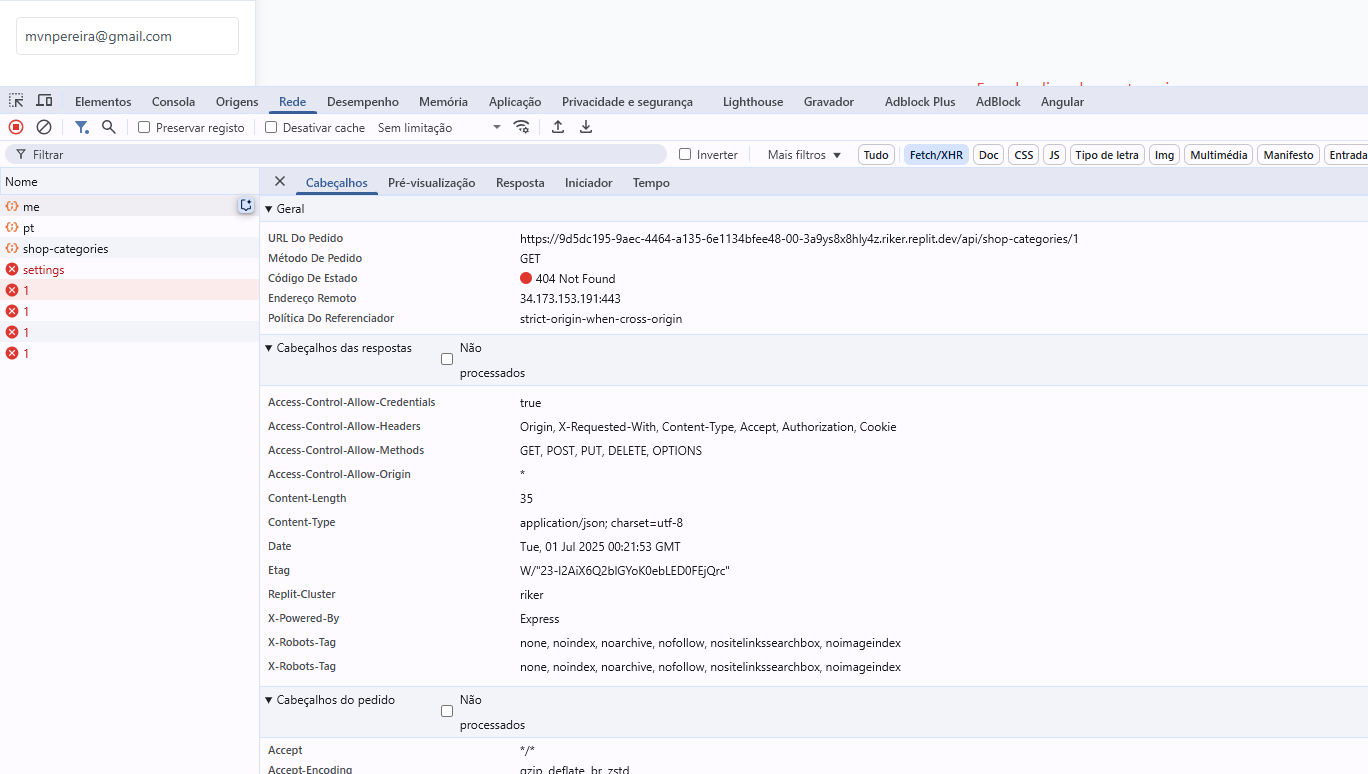 mvnpereira@gmail.com
Elementos Consola Origens Rede Desempenho Memória Aplicação Privacidade e segurança Lighthouse Gravador Adblock Plus AdBlock Angular
Preservar registo Desativar cache Sem limitação
Filtrar Inverter Mais filtros Tudo Fetch/XHR Doc CSS JS Tipo de letra Img Multimédia Manifesto Entrada
Nome
me
pt
shop-categories
settings
1
1
1
1
Cabeçalhos Pré-visualização Resposta Iniciador Tempo
Geral
URL Do Pedido https://9d5dc195-9aec-4464-a135-6e1134bfee48-00-3a9ys8x8hly4z.riker.replit.dev/api/shop-categories/1
Método De Pedido GET
Código De Estado 404 Not Found
Endereço Remoto 34.173.153.191:443
Política Do Referenciador strict-origin-when-cross-origin
Cabeçalhos das respostas Não
processados
Access-Control-Allow-Credentials true
Access-Control-Allow-Headers Origin, X-Requested-With, Content-Type, Accept, Authorization, Cookie
Access-Control-Allow-Methods GET, POST, PUT, DELETE, OPTIONS
Access-Control-Allow-Origin *
Content-Length 35
Content-Type application/json; charset=utf-8
Date Tue, 01 Jul 2025 00:21:53 GMT
Etag W/"23-I2AiX6Q2blGYoK0ebLED0FEjQrc"
Replit-Cluster riker
X-Powered-By Express
X-Robots-Tag none, noindex, noarchive, nofollow, nositelinkssearchbox, noimageindex
X-Robots-Tag none, noindex, noarchive, nofollow, nositelinkssearchbox, noimageindex
Cabeçalhos do pedido Não
processados
Accept */*
Accept-Encoding gzip, deflate, br, zstd